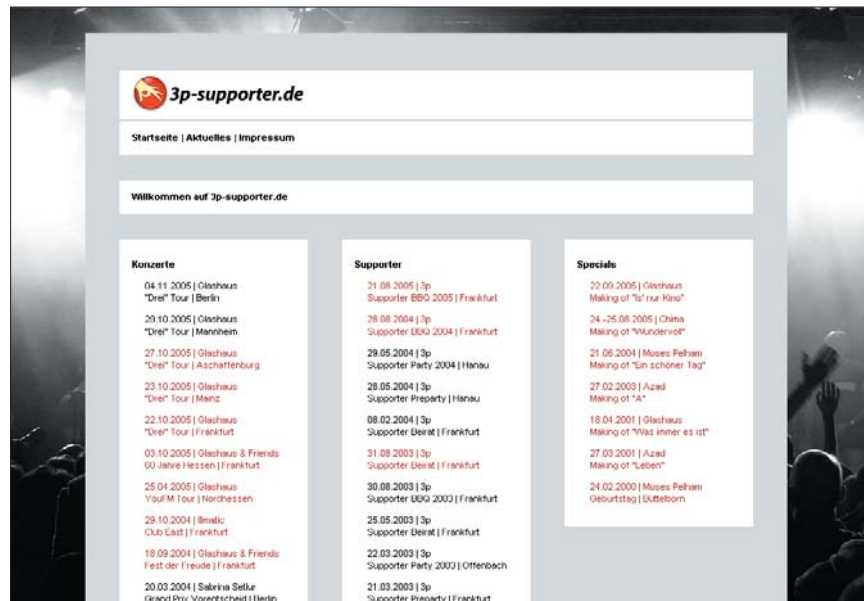 3p-supporter.de
Startseite | Aktuelles | Impressum
Willkommen auf 3p-supporter.de
Konzerte
04.11.2005 | Glashaus
"Drei" Tour | Berlin
29.10.2005 | Glashaus
"Drei" Tour | Mannheim
27.10.2005 | Glashaus
"Drei" Tour | Aschaffenburg
23.10.2005 | Glashaus
"Drei" Tour | Mainz
22.10.2005 | Glashaus
"Drei" Tour | Frankfurt
03.10.2005 | Glashaus & Friends
60 Jahre Hessen | Frankfurt
25.04.2005 | Glashaus
YouFM Tour | Nordhessen
29.10.2004 | Illmatic
Club East | Frankfurt
18.09.2004 | Glashaus & Friends
Fest der Freude | Frankfurt
20.03.2004 | Sabrina Setlur
Grand Prix Vorentscheid | Berlin
Supporter
21.08.2005 | 3p
Supporter BBQ 2005 | Frankfurt
28.08.2004 | 3p
Supporter BBQ 2004 | Frankfurt
29.05.2004 | 3p
Supporter Party 2004 | Hanau
28.05.2004 | 3p
Supporter Preparty | Hanau
08.02.2004 | 3p
Supporter Beirat | Frankfurt
31.08.2003 | 3p
Supporter Beirat | Frankfurt
30.08.2003 | 3p
Supporter BBQ 2003 | Frankfurt
25.05.2003 | 3p
Supporter Beirat | Frankfurt
22.03.2003 | 3p
Supporter Party 2003 | Offenbach
21.03.2003 | 3p
Supporter Preparty | Frankfurt
Specials
22.09.2005 | Glashaus
Making of "Is' nur Kino"
24.-25.08.2005 | Chima
Making of "Wundervoll"
21.06.2004 | Moses Pelham
Making of "Ein schöner Tag"
27.02.2003 | Azad
Making of "A"
18.04.2001 | Glashaus
Making of "Was immer es ist"
27.03.2001 | Azad
Making of "Leben"
24.02.2000 | Moses Pelham
Geburtstag | Büttelborn